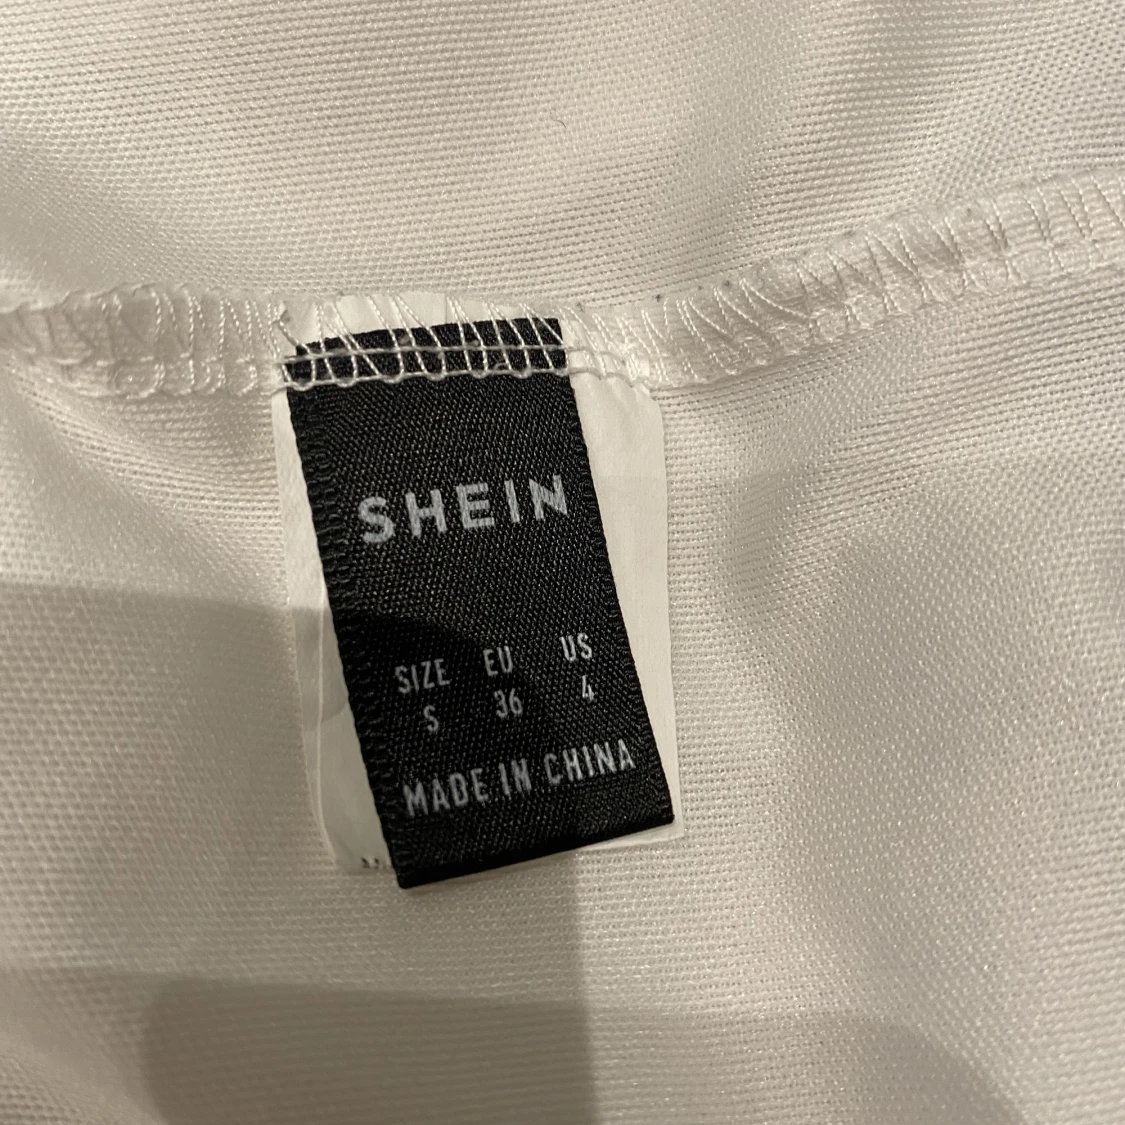 SHEIN
SIZE EU US
S 36 4
MADE IN CHINA